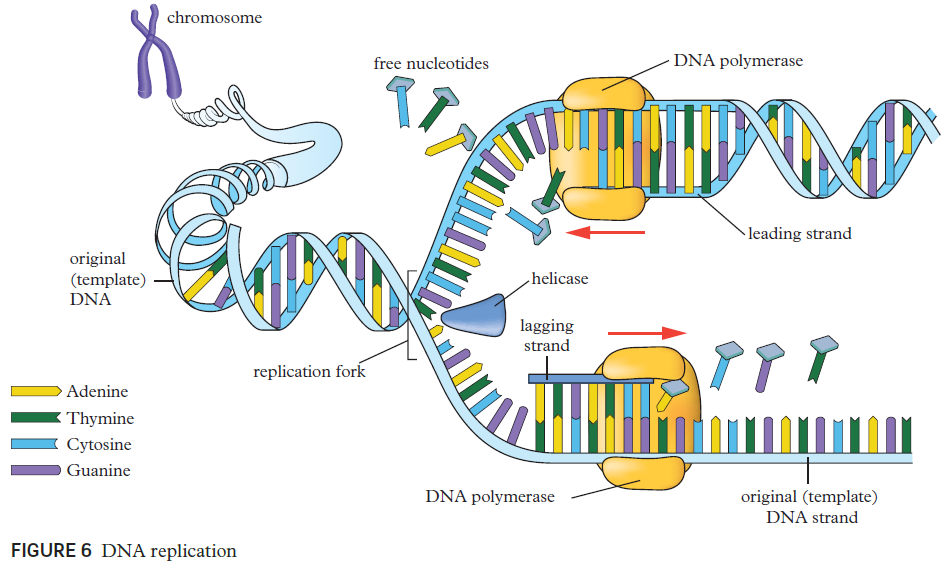 chromosome
free nucleotides
DNA polymerase
leading strand
original
(template)
DNA
helicase
lagging
strand
replication fork
Adenine
Thymine
Cytosine
Guanine
DNA polymerase
original (template)
DNA strand
FIGURE 6 DNA replication